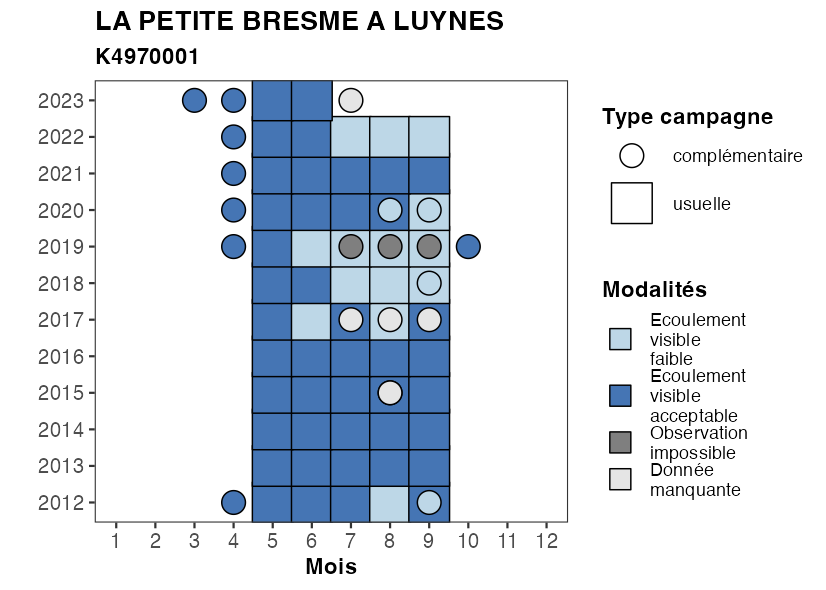 LA PETITE BRESME A LUYNES
K4970001
2023
2022
2021
2020
2019
2018
2017
2016
2015
2014
2013
2012
1 2 3 4 5 6 7 8 9 10 11 12
Mois
Type campagne
complémentaire
usuelle
Modalités
Ecoulement
visible
faible
Ecoulement
visible
acceptable
Observation
impossible
Donnée
manquante